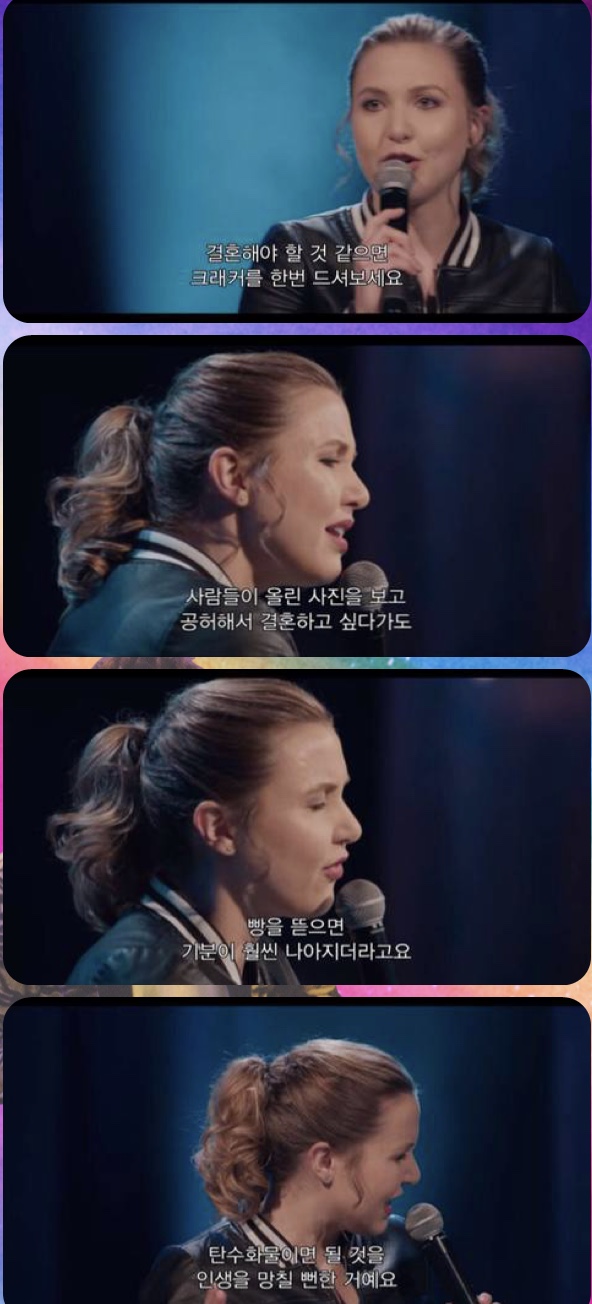 결혼해야 할 것 같으면
크래커를 한번 드셔보세요
사람들이 올린 사진을 보고
공허해서 결혼하고 싶다가도
빵을 뜯으면
기분이 훨씬 나아지더라고요
탄수화물이면 될 것을
인생을 망칠 뻔한 거예요